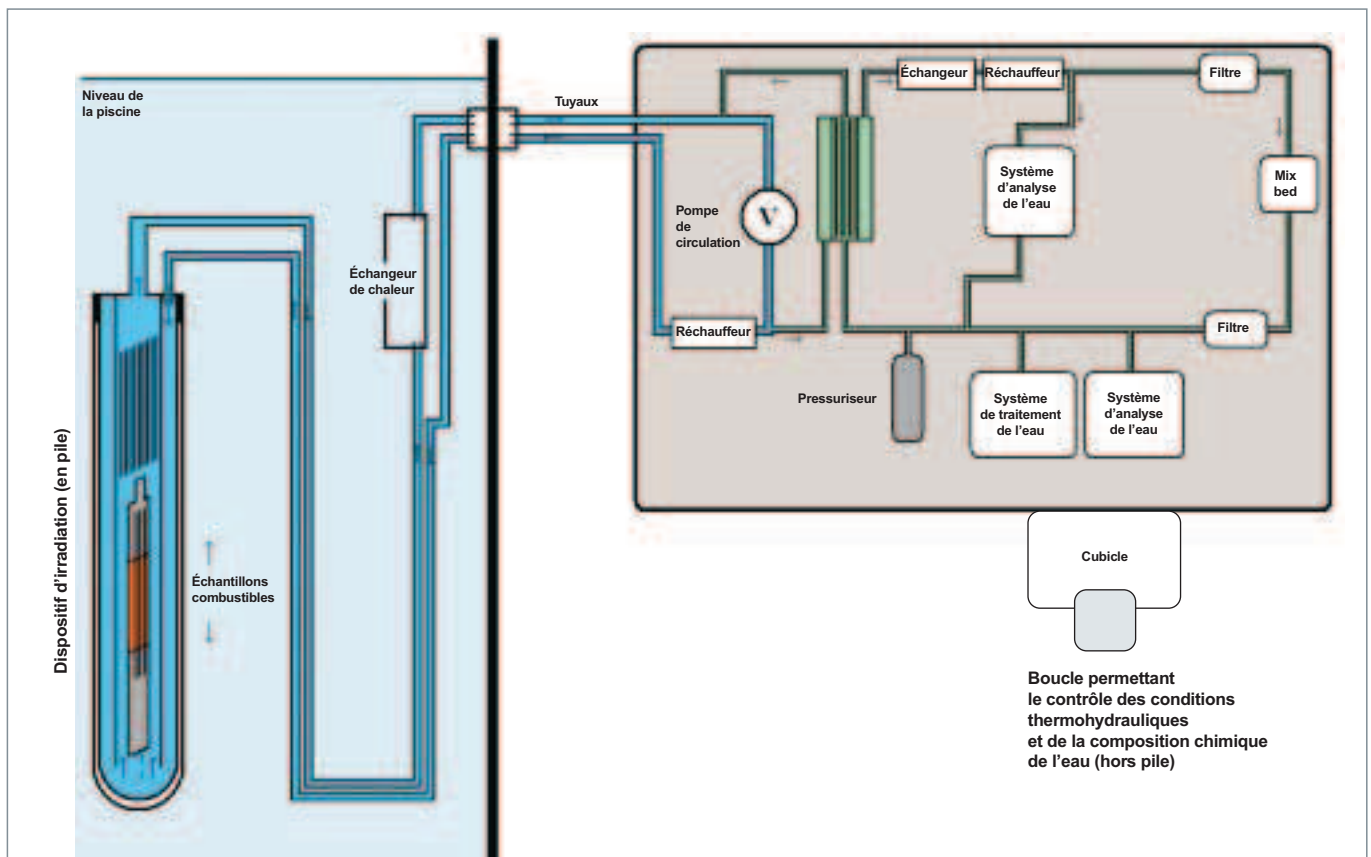 Niveau de
la piscine
Tuyaux
Échangeur
Réchauffeur
Filtre
Système
d'analyse
de l'eau
Mix
bed
Pompe
de
circulation
V
Échangeur
de chaleur
Réchauffeur
Filtre
Pressuriseur
Système
de traitement
de l'eau
Système
d'analyse
de l'eau
Dispositif d'irradiation (en pile)
Échantillons
combustibles
Cubicle
Boucle permettant
le contrôle des conditions
thermohydrauliques
et de la composition chimique
de l'eau (hors pile)